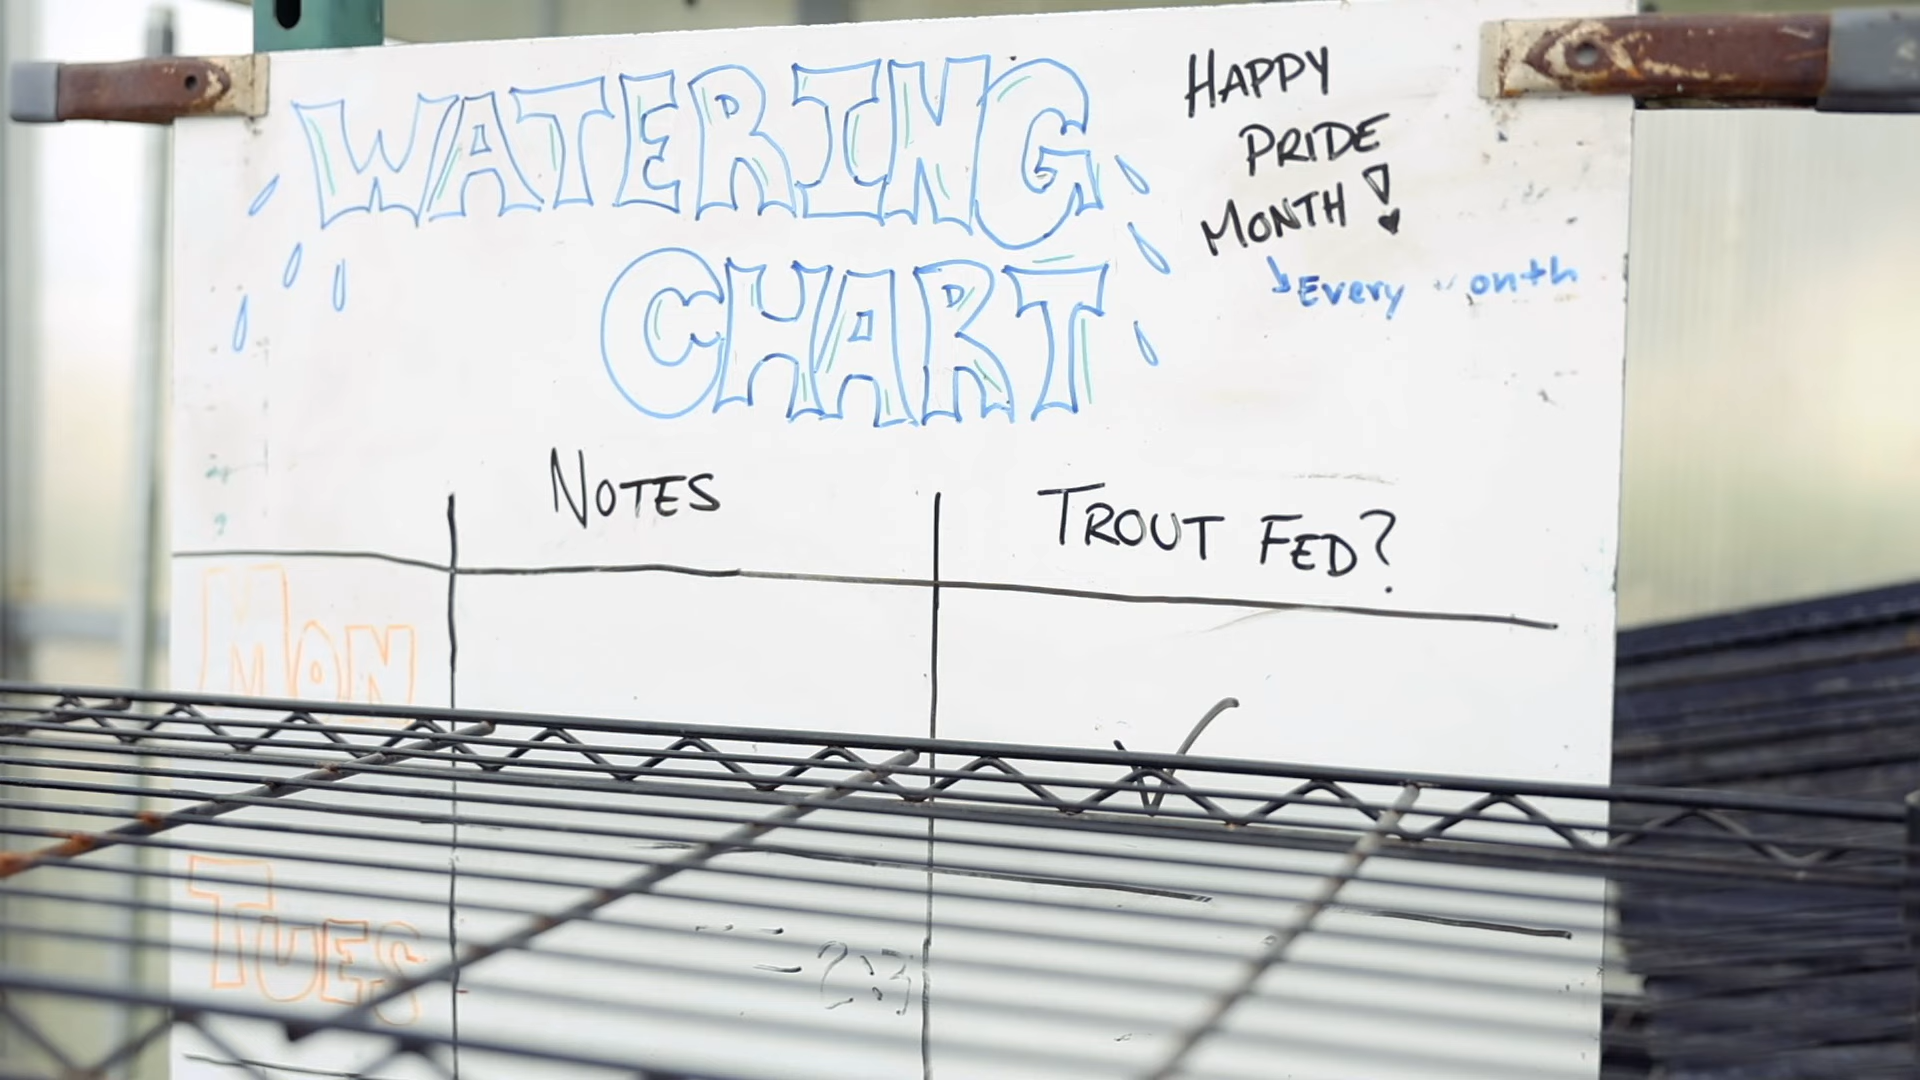 WATERING
CHART
HAPPY
PRIDE
MONTH!
Every onth
NOTES
TROUT FED?
MON
TUES